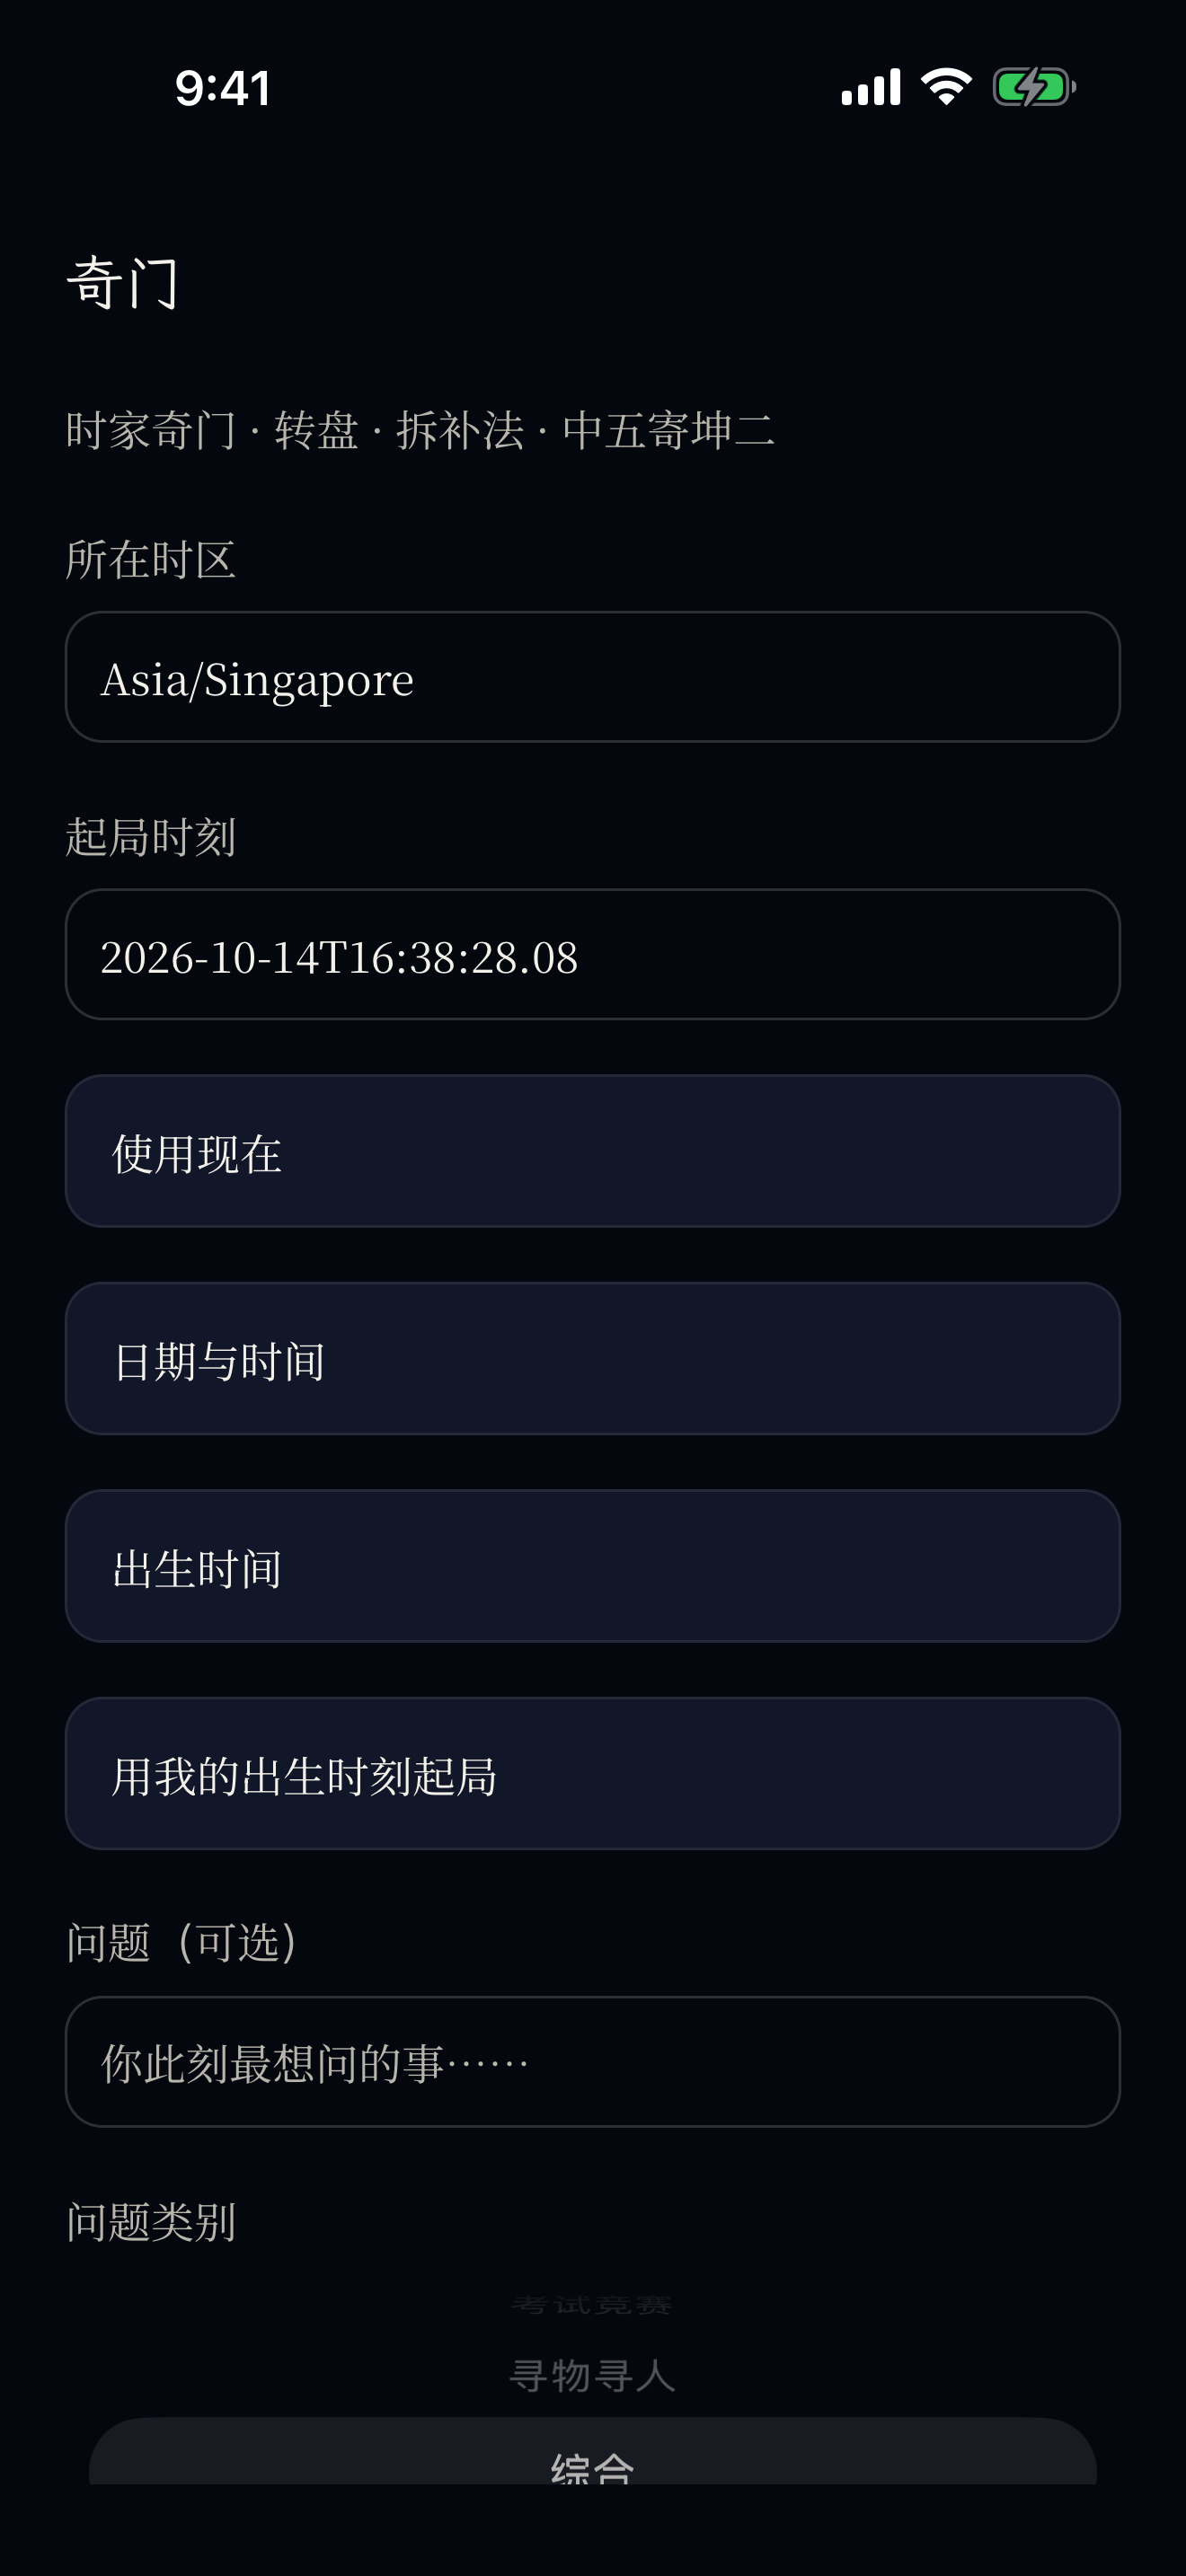 9:41
奇门
时家奇门 · 转盘 · 拆补法 · 中五寄坤二
所在时区
Asia/Singapore
起局时刻
2026-10-14T16:38:28.08
使用现在
日期与时间
出生时间
用我的出生时刻起局
问题（可选）
你此刻最想问的事……
问题类别
考试竞赛
寻物寻人
综合